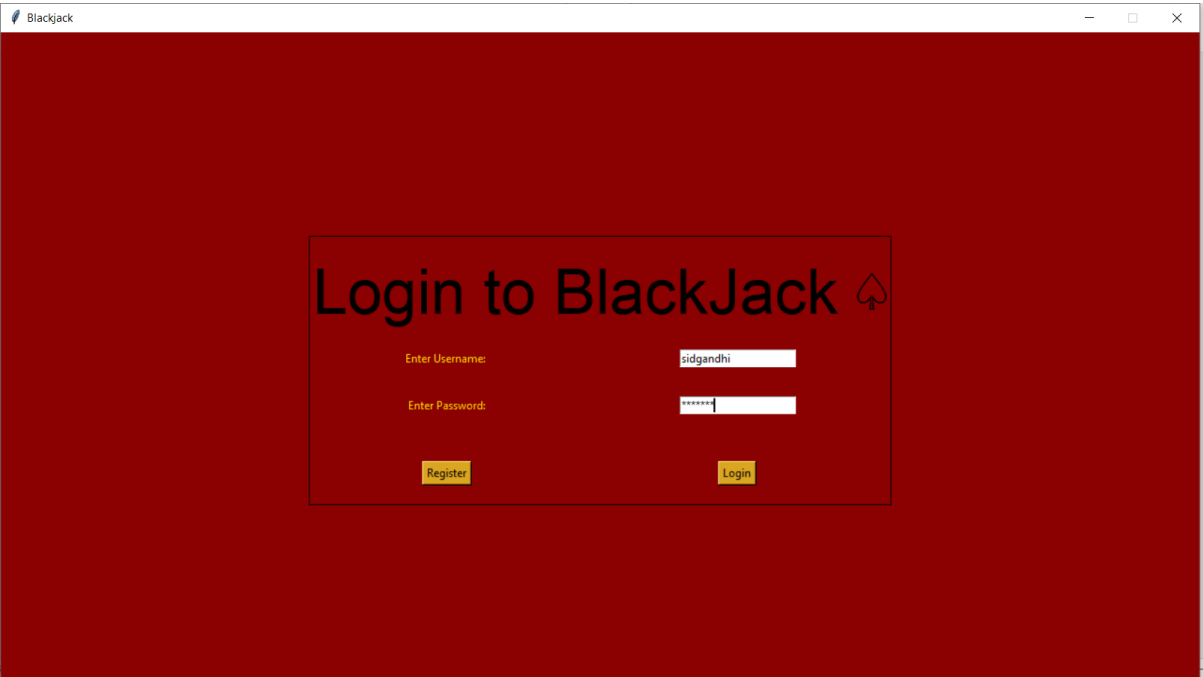 Blackjack
Login to BlackJack ♤
Enter Username: sidgandhi
Enter Password: *******
Register Login